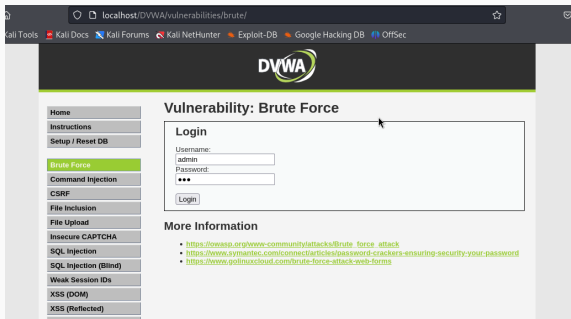 localhost/DVWA/vulnerabilities/brute/
Kali Tools Kali Docs Kali Forums Kali NetHunter Exploit-DB Google Hacking DB OffSec
DVWA
Vulnerability: Brute Force
Home
Instructions
Setup / Reset DB
Brute Force
Command Injection
CSRF
File Inclusion
File Upload
Insecure CAPTCHA
SQL Injection
SQL Injection (Blind)
Weak Session IDs
XSS (DOM)
XSS (Reflected)
Login
Username:
admin
Password:
●●●
Login
More Information
https://owasp.org/www-community/attacks/Brute_force_attack
https://www.symantec.com/connect/articles/password-crackers-ensuring-security-your-password
https://www.golinuxcloud.com/brute-force-attack-web-forms